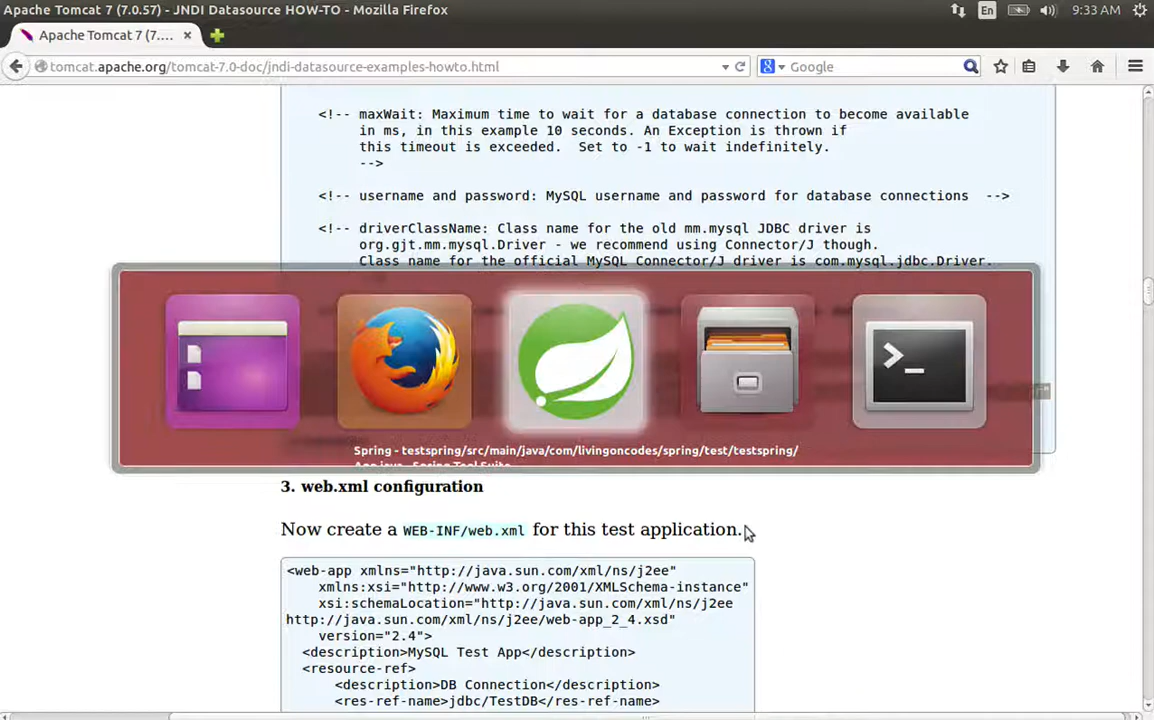 Apache Tomcat 7 (7.0.57) - JNDI Datasource HOW-TO - Mozilla Firefox
En
9:33 AM
Apache Tomcat 7 (7....
tomcat.apache.org/tomcat-7.0-doc/jndi-datasource-examples-howto.html
Google
<!-- maxWait: Maximum time to wait for a database connection to become available
in ms, in this example 10 seconds. An Exception is thrown if
this timeout is exceeded.  Set to -1 to wait indefinitely.
-->
<!-- username and password: MySQL username and password for database connections  -->
<!-- driverClassName: Class name for the old mm.mysql JDBC driver is
org.gjt.mm.mysql.Driver - we recommend using Connector/J though.
Class name for the official MySQL Connector/J driver is com.mysql.jdbc.Driver.
Spring - testspring/src/main/java/com/livingoncodes/spring/test/testspring/
App.java - Spring Tool Suite
3. web.xml configuration
Now create a WEB-INF/web.xml for this test application.
<web-app xmlns="http://java.sun.com/xml/ns/j2ee"
xmlns:xsi="http://www.w3.org/2001/XMLSchema-instance"
xsi:schemaLocation="http://java.sun.com/xml/ns/j2ee
http://java.sun.com/xml/ns/j2ee/web-app_2_4.xsd"
version="2.4">
<description>MySQL Test App</description>
<resource-ref>
<description>DB Connection</description>
<res-ref-name>jdbc/TestDB</res-ref-name>